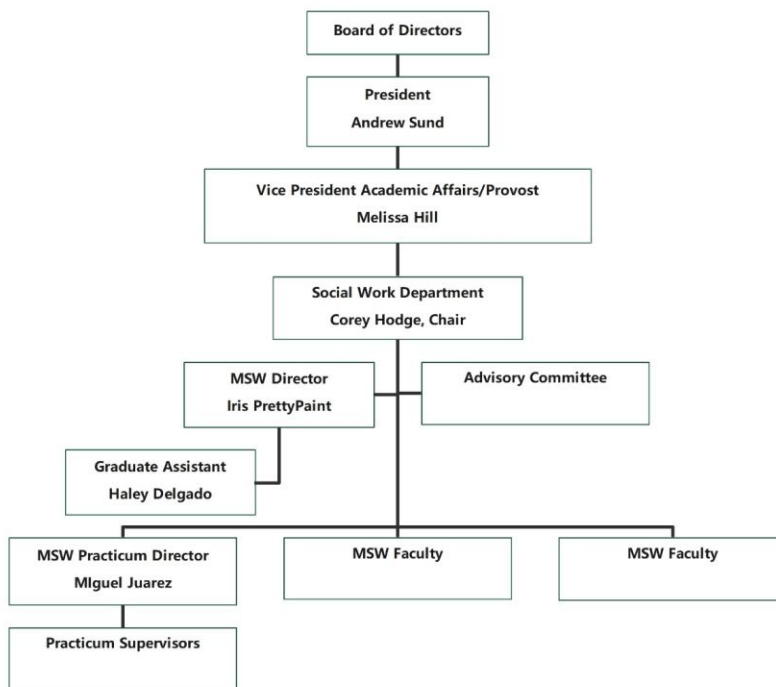 Board of Directors
President
Andrew Sund
Vice President Academic Affairs/Provost
Melissa Hill
Social Work Department
Corey Hodge, Chair
MSW Director
Iris PrettyPaint
Advisory Committee
Graduate Assistant
Haley Delgado
MSW Practicum Director
MIguel Juarez
MSW Faculty
MSW Faculty
Practicum Supervisors